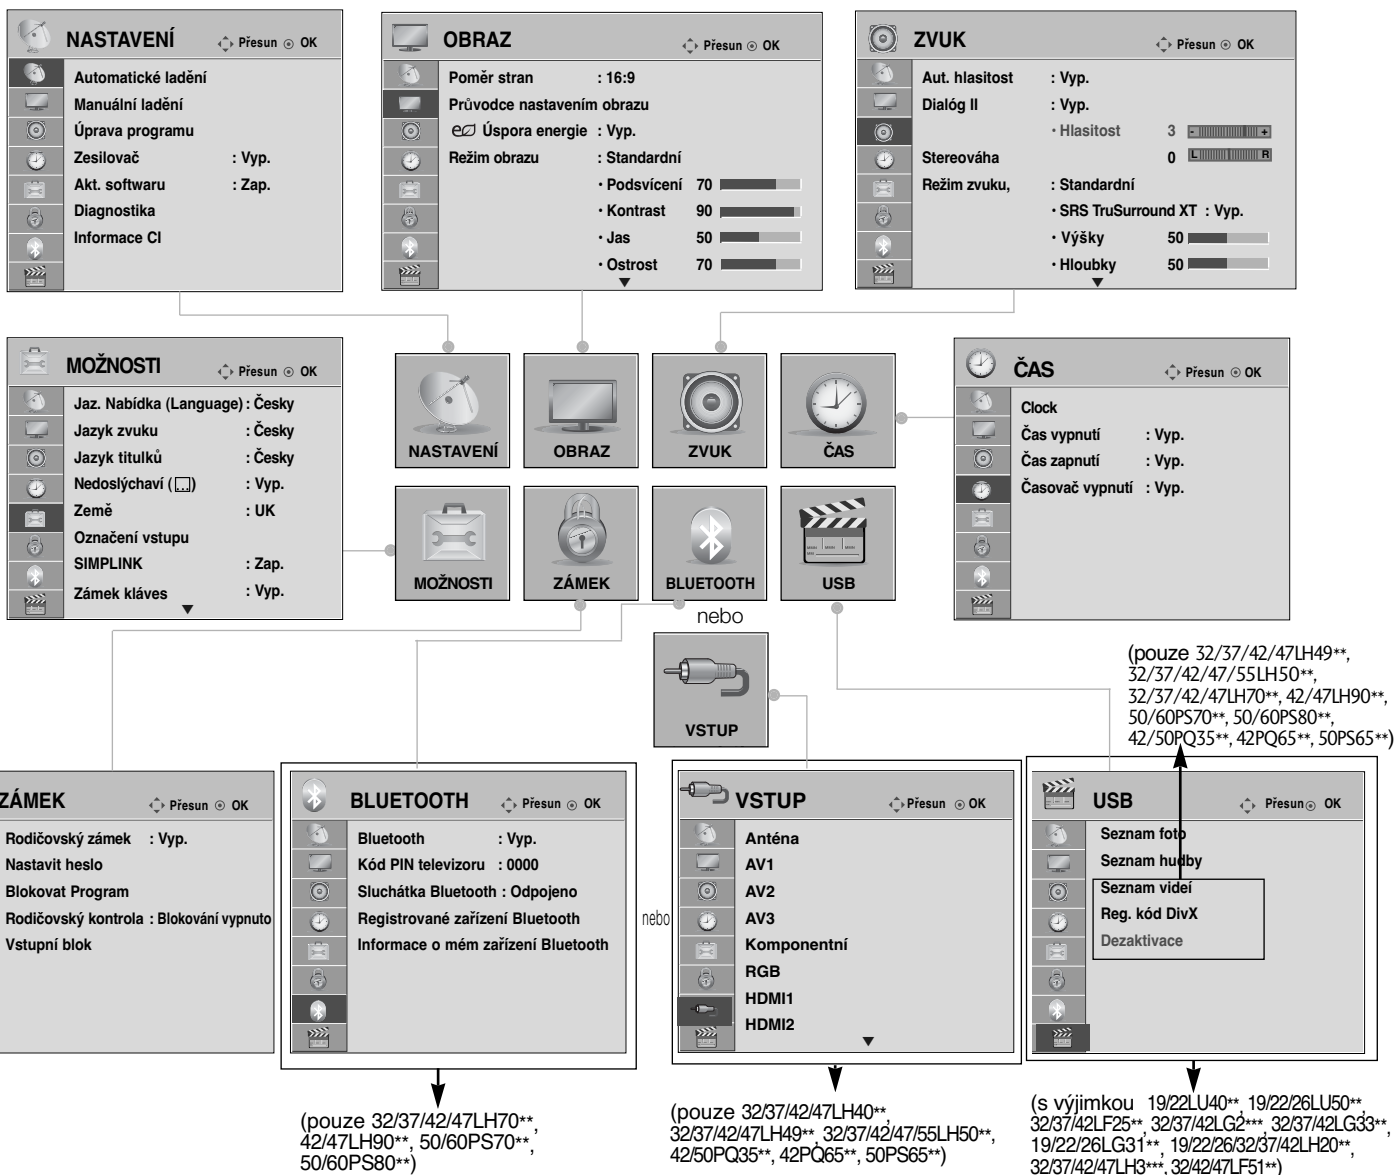 NASTAVENÍ Přesun OK
Automatické ladění
Manuální ladění
Úprava programu
Zesilovač : Vyp.
Akt. softwaru : Zap.
Diagnostika
Informace CI
OBRAZ Přesun OK
Poměr stran : 16:9
Průvodce nastavením obrazu
Úspora energie : Vyp.
Režim obrazu : Standardní
• Podsvícení 70
• Kontrast 90
• Jas 50
• Ostrost 70
ZVUK Přesun OK
Aut. hlasitost : Vyp.
Dialóg II : Vyp.
• Hlasitost 3 - +
Stereováha 0 L R
Režim zvuku, : Standardní
• SRS TruSurround XT : Vyp.
• Výšky 50
• Hloubky 50
MOŽNOSTI Přesun OK
Jaz. Nabídka (Language) : Česky
Jazyk zvuku : Česky
Jazyk titulků : Česky
Nedoslýchaví ( ) : Vyp.
Země : UK
Označení vstupu
SIMPLINK : Zap.
Zámek kláves : Vyp.
NASTAVENÍ
OBRAZ
ZVUK
ČAS
MOŽNOSTI
ZÁMEK
BLUETOOTH
USB
nebo
VSTUP
ČAS Přesun OK
Clock
Čas vypnutí : Vyp.
Čas zapnutí : Vyp.
Časovač vypnutí : Vyp.
(pouze 32/37/42/47LH49**,
32/37/42/47/55LH50**,
32/37/42/47LH70**, 42/47LH90**,
50/60PS70**, 50/60PS80**,
42/50PQ35**, 42PQ65**, 50PS65**)
ZÁMEK Přesun OK
Rodičovský zámek : Vyp.
Nastavit heslo
Blokovat Program
Rodičovský kontrola : Blokování vypnuto
Vstupní blok
BLUETOOTH Přesun OK
Bluetooth : Vyp.
Kód PIN televizoru : 0000
Sluchátka Bluetooth : Odpojeno
Registrované zařízení Bluetooth
Informace o mém zařízení Bluetooth
nebo
VSTUP Přesun OK
Anténa
AV1
AV2
AV3
Komponentní
RGB
HDMI1
HDMI2
USB Přesun OK
Seznam foto
Seznam hudby
Seznam videí
Reg. kód DivX
Dezaktivace
(pouze 32/37/42/47LH70**,
42/47LH90**, 50/60PS70**,
50/60PS80**)
(pouze 32/37/42/47LH40**,
32/37/42/47LH49**, 32/37/42/47/55LH50**,
42/50PQ35**, 42PQ65**, 50PS65**)
(s výjimkou 19/22LU40**, 19/22/26LU50**,
32/37/42LF25**, 32/37/42LG2***, 32/37/42LG33**,
19/22/26LG31**, 19/22/26/32/37/42LH20**,
32/37/42/47LH3***, 32/42/47LF51**)